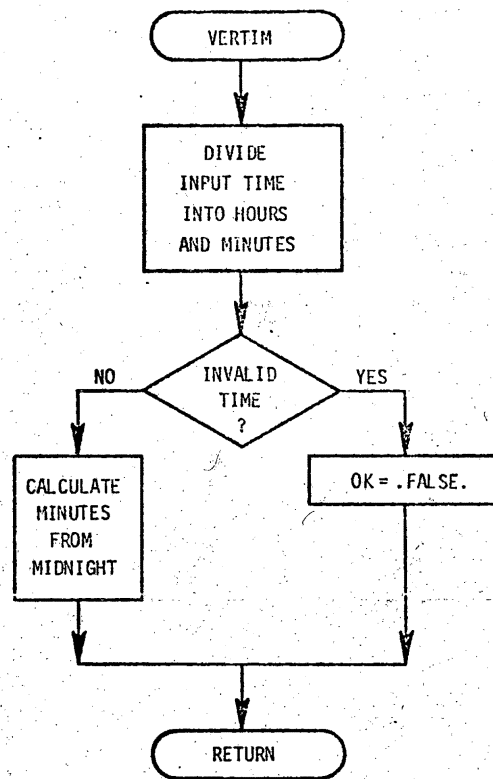 VERTIM
DIVIDE
INPUT TIME
INTO HOURS
AND MINUTES
INVALID
TIME
?
NO
YES
CALCULATE
MINUTES
FROM
MIDNIGHT
OK = .FALSE.
RETURN